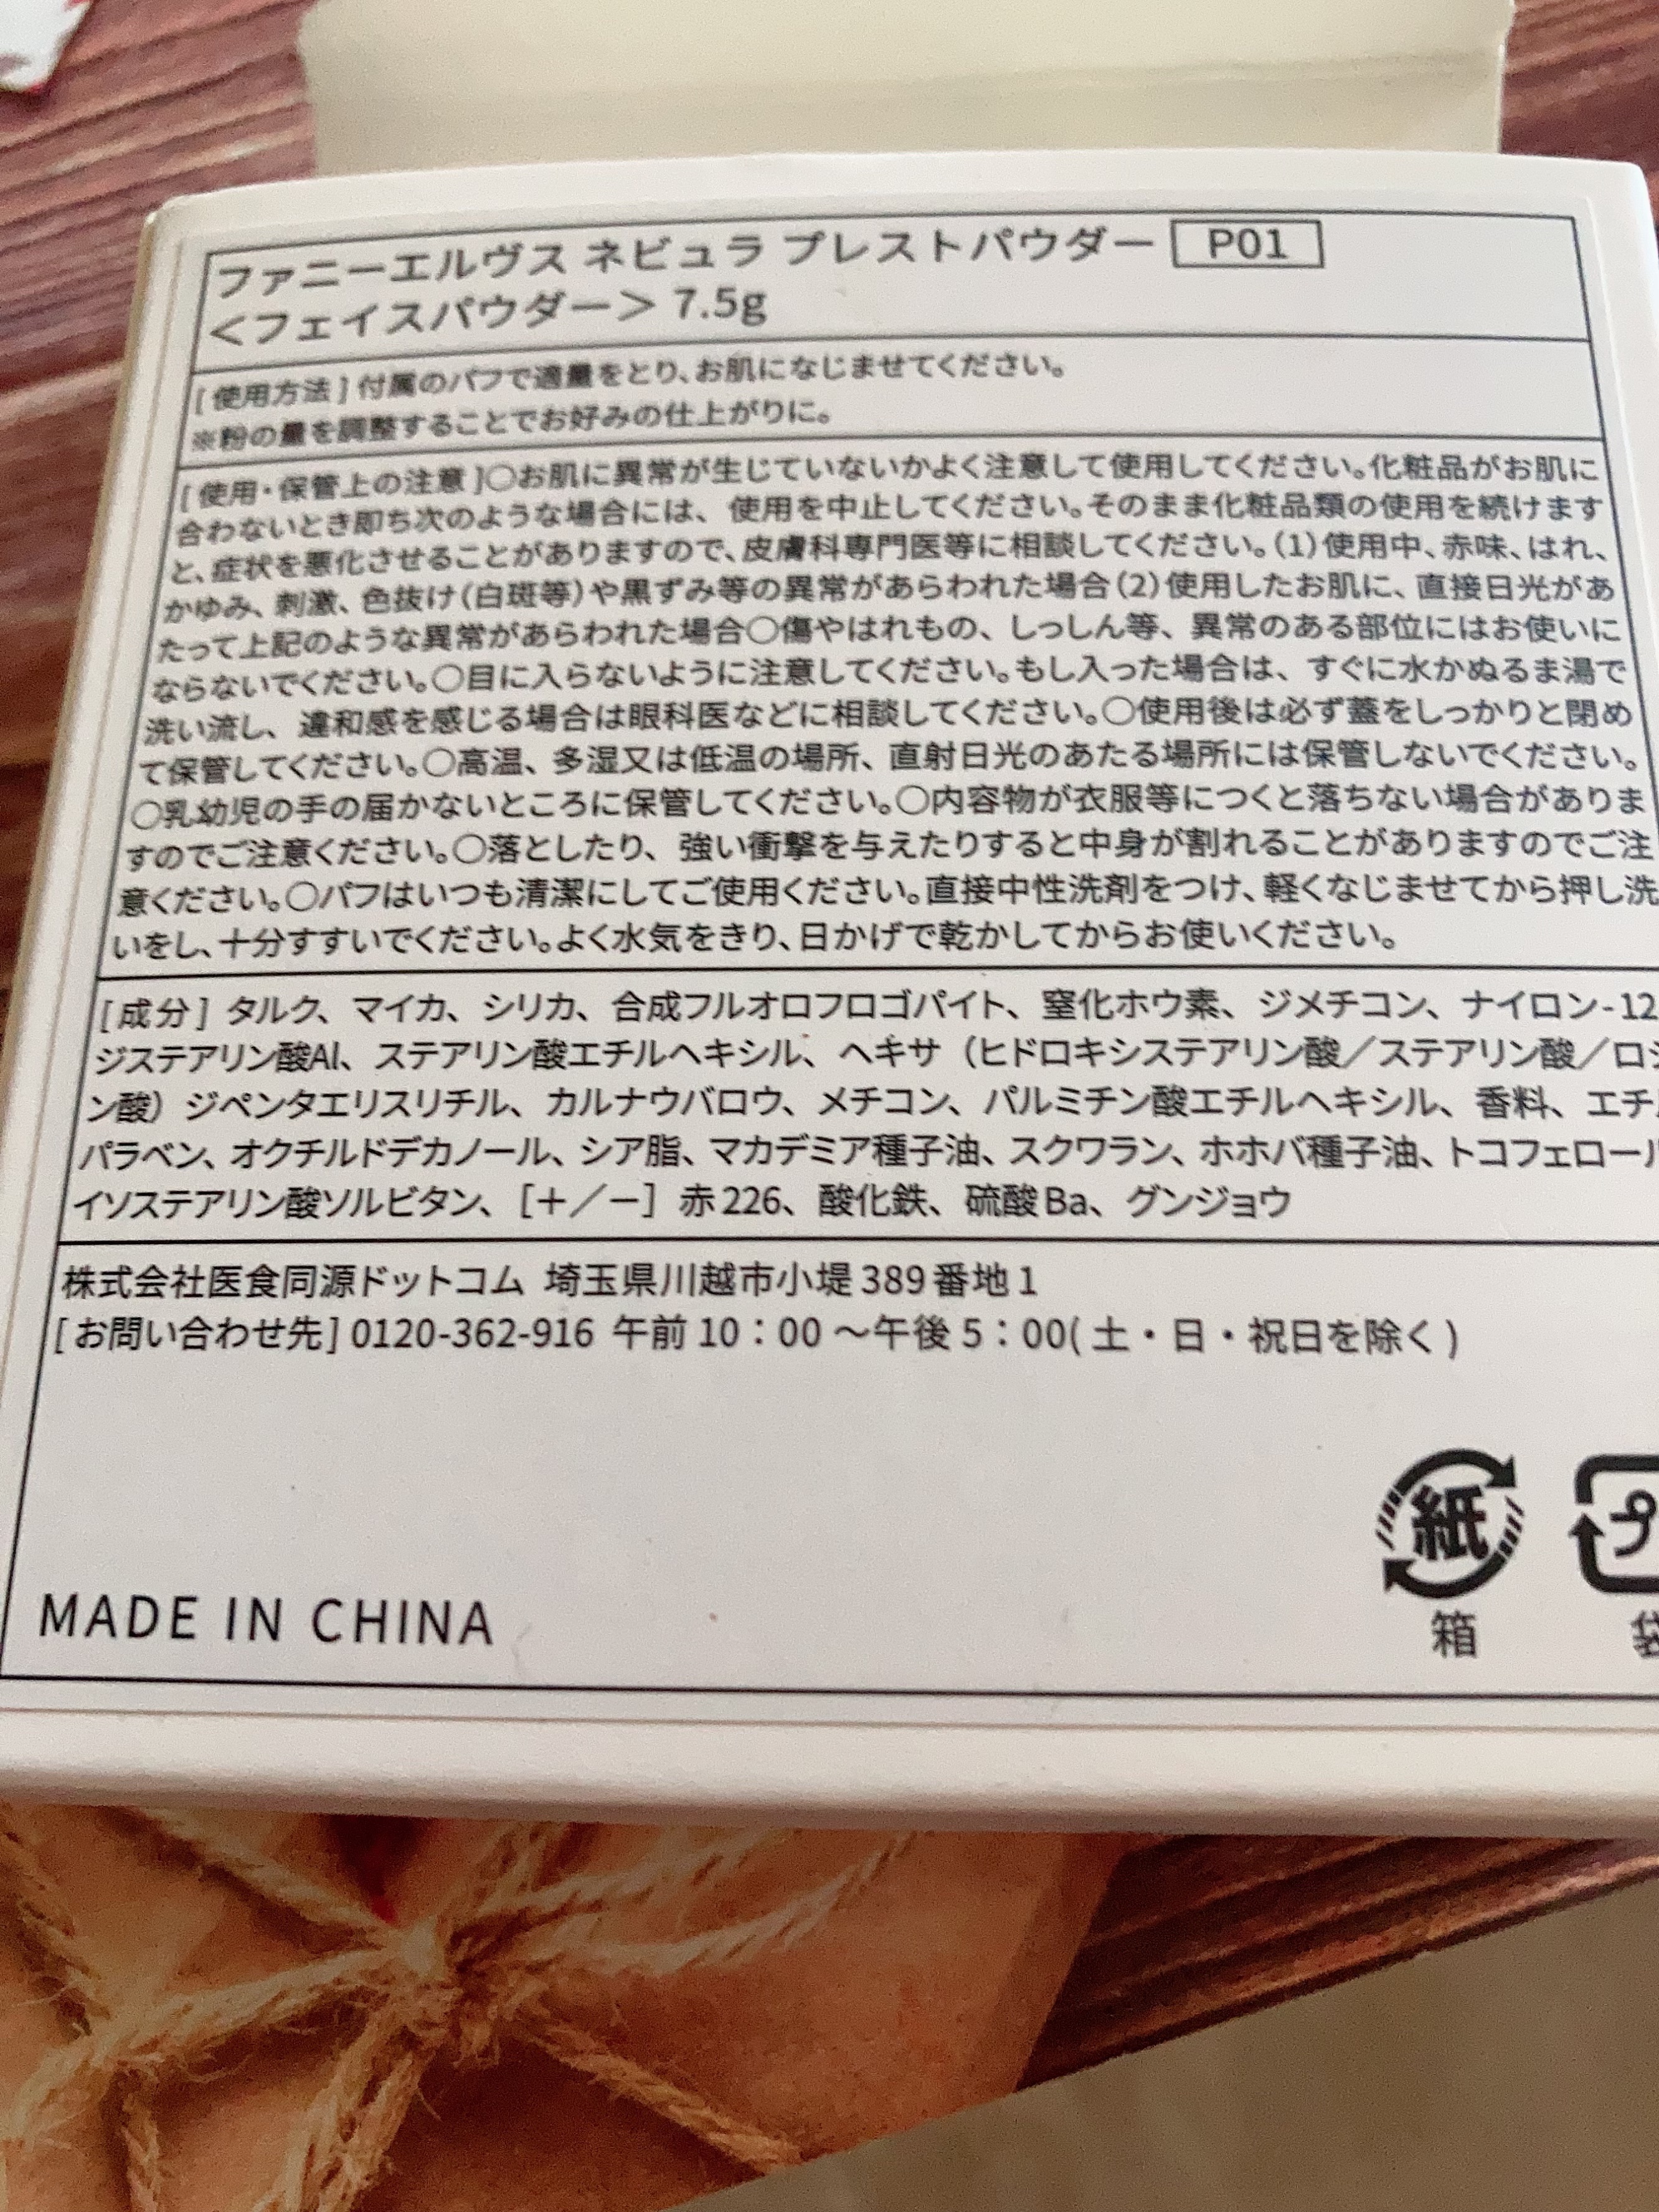 ファニーエルヴス ネビュラ プレストパウダー P01
＜フェイスパウダー＞ 7.5g
[ 使用方法 ] 付属のパフで適量をとり、お肌になじませてください。
※粉の量を調整することでお好みの仕上がりに。
[ 使用・保管上の注意 ]○お肌に異常が生じていないかよく注意して使用してください。化粧品がお肌に
合わないとき即ち次のような場合には、使用を中止してください。そのまま化粧品類の使用を続けます
と、症状を悪化させることがありますので、皮膚科専門医等に相談してください。（1）使用中、赤味、はれ、
かゆみ、刺激、色抜け（白斑等）や黒ずみ等の異常があらわれた場合（2）使用したお肌に、直接日光があ
たって上記のような異常があらわれた場合○傷やはれもの、しっしん等、異常のある部位にはお使いに
ならないでください。○目に入らないように注意してください。もし入った場合は、すぐに水かぬるま湯で
洗い流し、違和感を感じる場合は眼科医などに相談してください。○使用後は必ず蓋をしっかりと閉め
て保管してください。○高温、多湿又は低温の場所、直射日光のあたる場所には保管しないでください。
○乳幼児の手の届かないところに保管してください。○内容物が衣服等につくと落ちない場合がありま
すのでご注意ください。○落としたり、強い衝撃を与えたりすると中身が割れることがありますのでご注
意ください。○パフはいつも清潔にしてご使用ください。直接中性洗剤をつけ、軽くなじませてから押し洗
いをし、十分すすいでください。よく水気をきり、日かげで乾かしてからお使いください。
[ 成分 ] タルク、マイカ、シリカ、合成フルオロフロゴパイト、窒化ホウ素、ジメチコン、ナイロン-12
ジステアリン酸Al、ステアリン酸エチルヘキシル、ヘキサ（ヒドロキシステアリン酸／ステアリン酸／ロジ
ン酸）ジペンタエリスリチル、カルナウバロウ、メチコン、パルミチン酸エチルヘキシル、香料、エチル
パラベン、オクチルドデカノール、シア脂、マカデミア種子油、スクワラン、ホホバ種子油、トコフェロール
イソステアリン酸ソルビタン、［＋／－］赤226、酸化鉄、硫酸Ba、グンジョウ
株式会社医食同源ドットコム 埼玉県川越市小堤389番地1
[ お問い合わせ先 ] 0120-362-916 午前 10：00 ～午後 5：00( 土・日・祝日を除く )
紙
プ
箱
袋
MADE IN CHINA